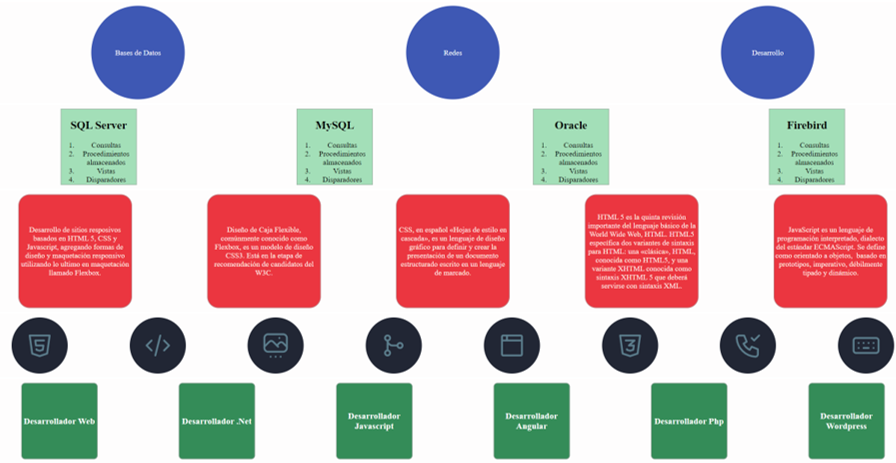 Bases de Datos
Redes
Desarrollo
SQL Server
1. Consultas
2. Procedimientos
almacenados
3. Vistas
4. Disparadores
MySQL
1. Consultas
2. Procedimientos
almacenados
3. Vistas
4. Disparadores
Oracle
1. Consultas
2. Procedimientos
almacenados
3. Vistas
4. Disparadores
Firebird
1. Consultas
2. Procedimientos
almacenados
3. Vistas
4. Disparadores
Desarrollo de sitios resposivos
basados en HTML 5, CSS y
Javascript, agregando formas de
diseño y maquetación responsivo
utilizando lo ultimo en maquetación
llamado Flexbox.
Diseño de Caja Flexible,
comúnmente conocido como
Flexbox, es un modelo de diseño
CSS3. Está en la etapa de
recomendación de candidatos del
W3C.
CSS, en español «Hojas de estilo en
cascada», es un lenguaje de diseño
gráfico para definir y crear la
presentación de un documento
estructurado escrito en un lenguaje
de marcado.
HTML 5 es la quinta revisión
importante del lenguaje básico de la
World Wide Web, HTML. HTML5
especifica dos variantes de sintaxis
para HTML: una «clásica», HTML,
conocida como HTML5, y una
variante XHTML conocida como
sintaxis XHTML 5 que deberá
servirse con sintaxis XML.
JavaScript es un lenguaje de
programación interpretado, dialecto
del estándar ECMAScript. Se define
como orientado a objetos, basado en
prototipos, imperativo, débilmente
tipado y dinámico.
5
</>
3
Desarrollador Web
Desarrollador .Net
Desarrollador
Javascript
Desarrollador
Angular
Desarrollador Php
Desarrollador
Wordpress